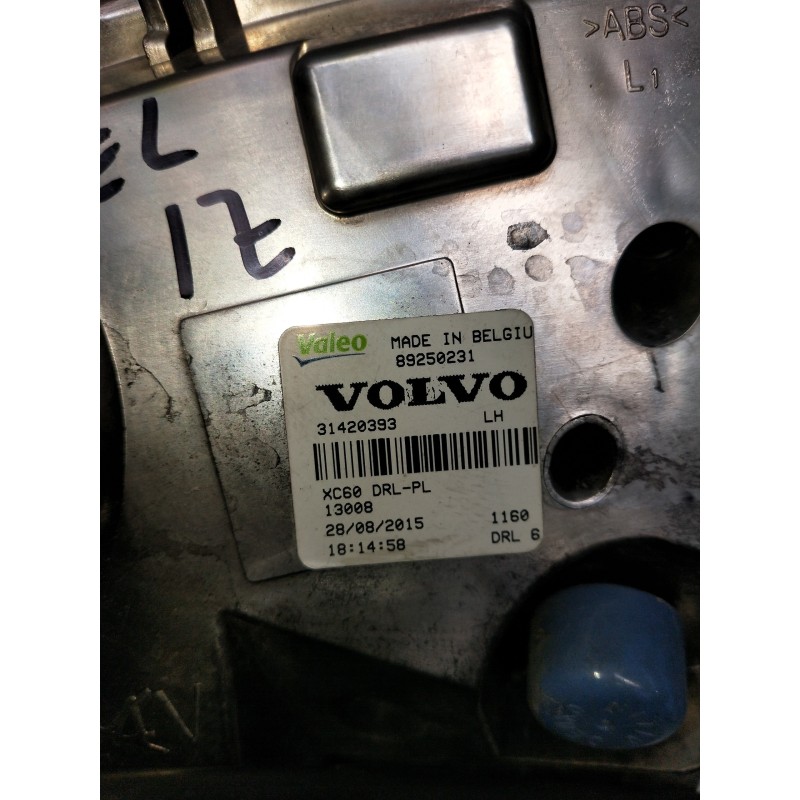 >ABS<
L1
EL
IZ
Valeo MADE IN BELGIU
89250231
VOLVO
31420393 LH
XC60 DRL-PL
13008
28/08/2015 1160
18:14:58 DRL 6